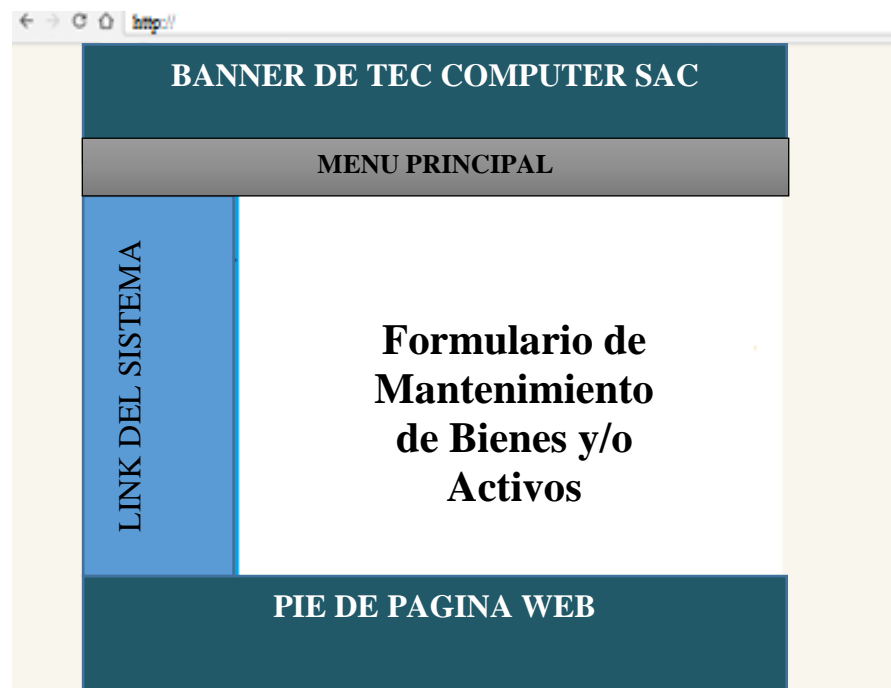 http://
BANNER DE TEC COMPUTER SAC
MENU PRINCIPAL
LINK DEL SISTEMA
Formulario de
Mantenimiento
de Bienes y/o
Activos
PIE DE PAGINA WEB